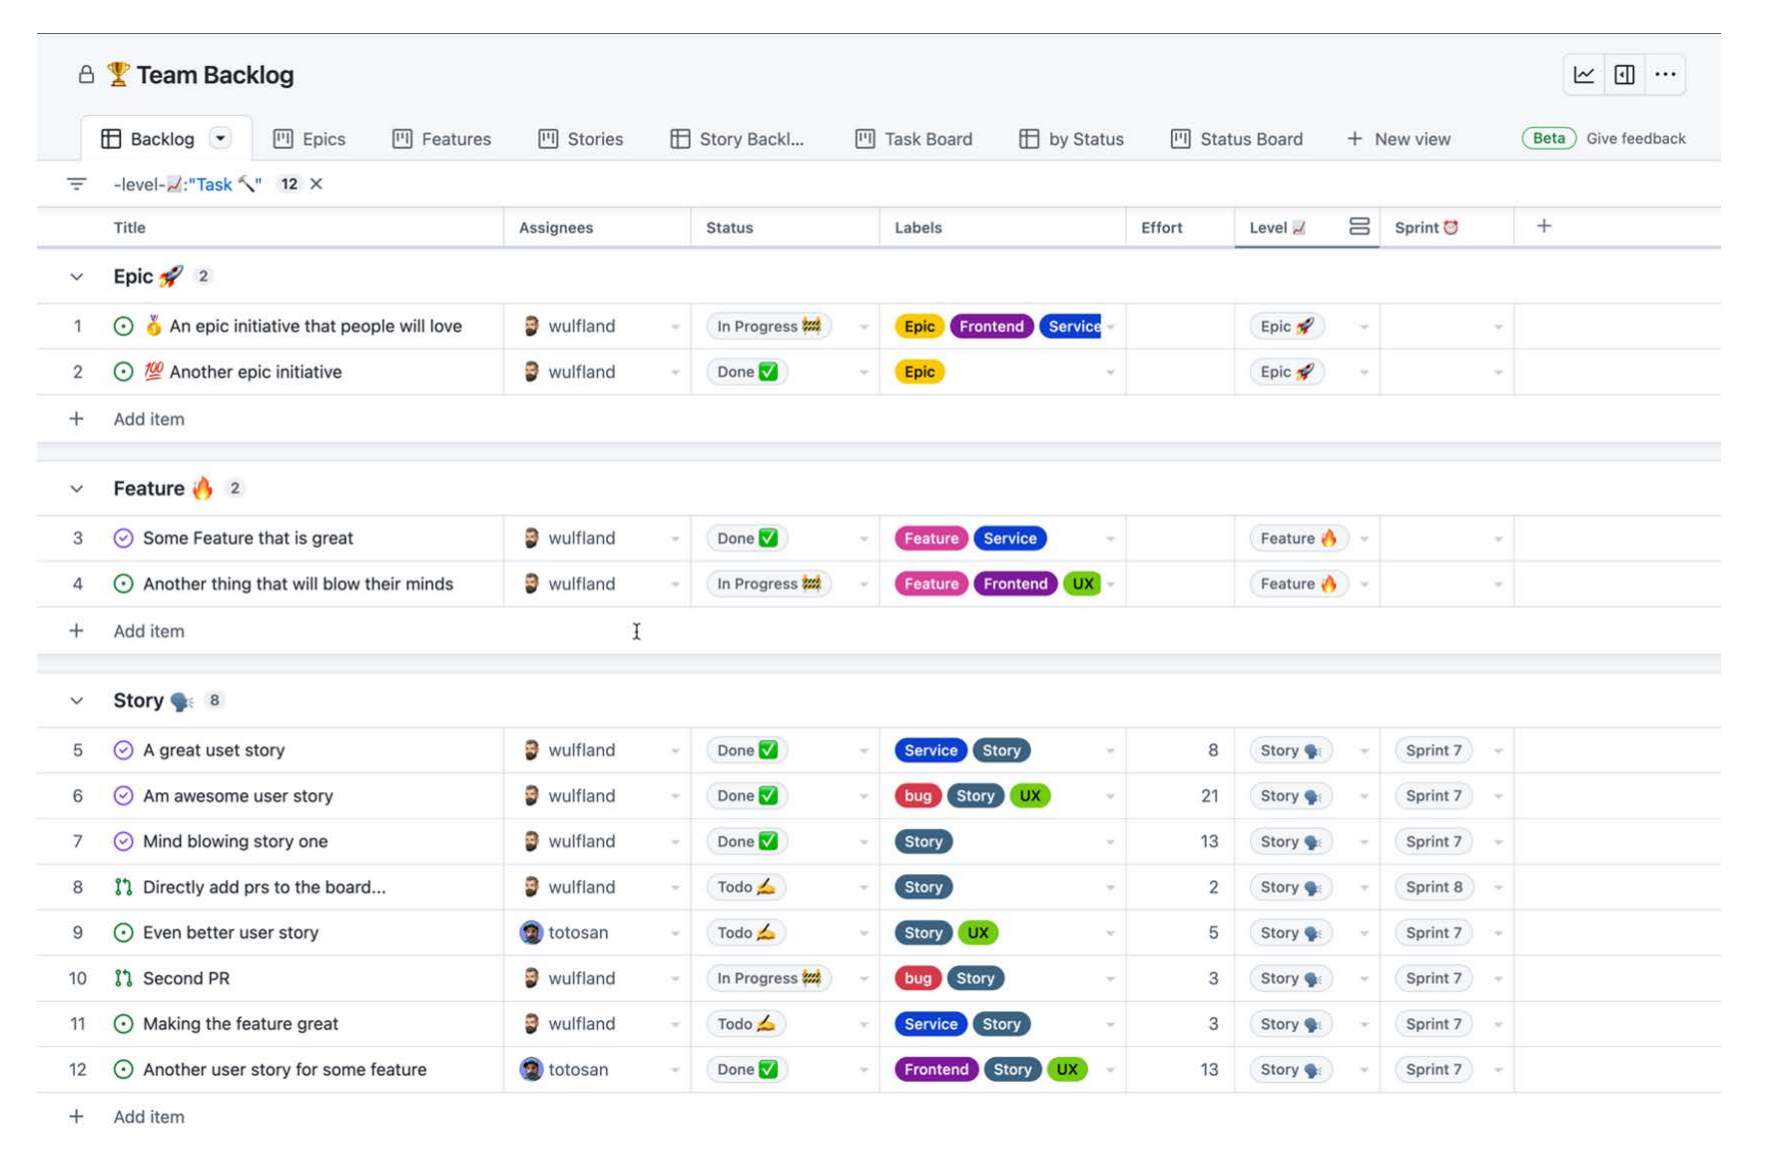 🏆 Team Backlog
Backlog Epics Features Stories Story Backl... Task Board by Status Status Board + New view Beta Give feedback
-level-📈:"Task 🔨" 12 ✕
Title Assignees Status Labels Effort Level 📈 Sprint ⏰ +
Epic 🚀 2
1 🥇 An epic initiative that people will love wulfland In Progress 🚧 Epic Frontend Service Epic 🚀
2 💯 Another epic initiative wulfland Done ✅ Epic Epic 🚀
+ Add item
Feature 🔥 2
3 Some Feature that is great wulfland Done ✅ Feature Service Feature 🔥
4 Another thing that will blow their minds wulfland In Progress 🚧 Feature Frontend UX Feature 🔥
+ Add item
Story 🗣 8
5 A great uset story wulfland Done ✅ Service Story 8 Story 🗣 Sprint 7
6 Am awesome user story wulfland Done ✅ bug Story UX 21 Story 🗣 Sprint 7
7 Mind blowing story one wulfland Done ✅ Story 13 Story 🗣 Sprint 7
8 Directly add prs to the board... wulfland Todo ✍ Story 2 Story 🗣 Sprint 8
9 Even better user story totosan Todo ✍ Story UX 5 Story 🗣 Sprint 7
10 Second PR wulfland In Progress 🚧 bug Story 3 Story 🗣 Sprint 7
11 Making the feature great wulfland Todo ✍ Service Story 3 Story 🗣 Sprint 7
12 Another user story for some feature totosan Done ✅ Frontend Story UX 13 Story 🗣 Sprint 7
+ Add item